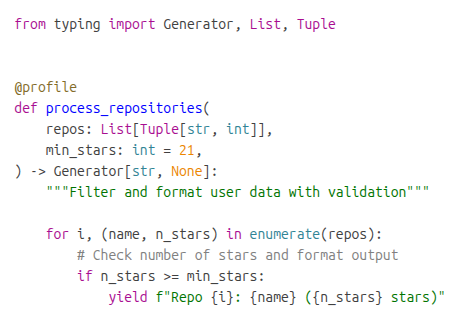 from typing import Generator, List, Tuple


@profile
def process_repositories(
    repos: List[Tuple[str, int]],
    min_stars: int = 21,
) -> Generator[str, None]:
    """Filter and format user data with validation"""

    for i, (name, n_stars) in enumerate(repos):
        # Check number of stars and format output
        if n_stars >= min_stars:
            yield f"Repo {i}: {name} ({n_stars} stars)"